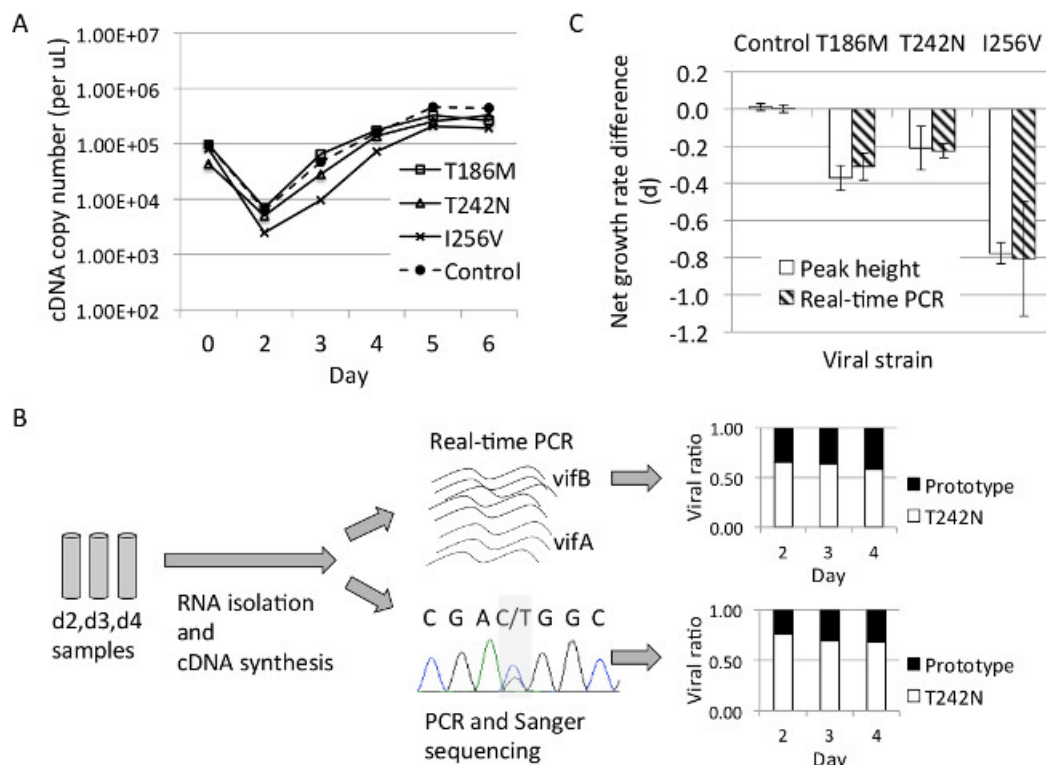 A
cDNA copy number (per uL)
1.00E+07
1.00E+06
1.00E+05
1.00E+04
1.00E+03
1.00E+02
T186M
T242N
I256V
Control
0 2 3 4 5 6
Day
C
Control T186M T242N I256V
Net growth rate difference
(d)
0.2
0.0
-0.2
-0.4
-0.6
-0.8
-1.0
-1.2
Peak height
Real-time PCR
Viral strain
B
d2,d3,d4
samples
RNA isolation
and
cDNA synthesis
Real-time PCR
vifB
vifA
C G A C/T G G C
PCR and Sanger
sequencing
Viral ratio
1.00
0.50
0.00
Prototype
T242N
2 3 4
Day
Viral ratio
1.00
0.50
0.00
Prototype
T242N
2 3 4
Day